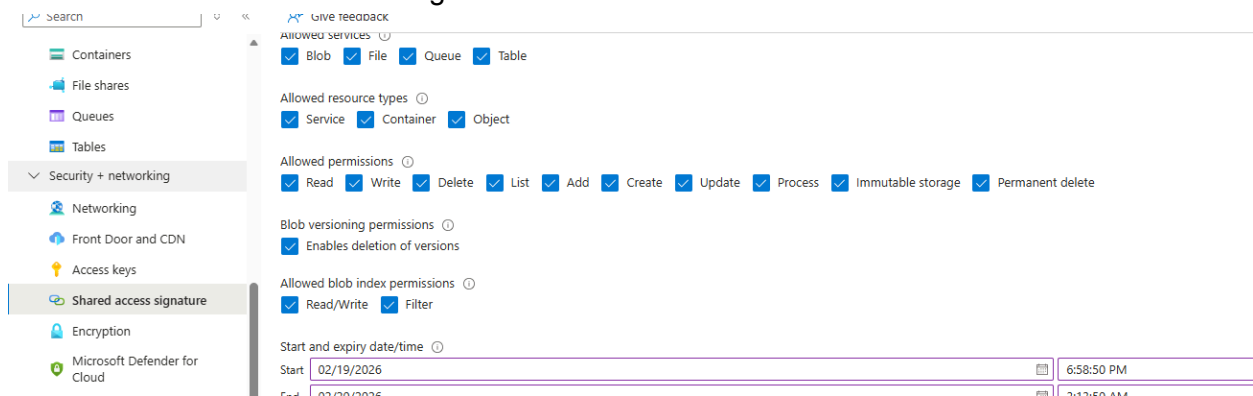 Search
Give feedback
Containers
File shares
Queues
Tables
Security + networking
Networking
Front Door and CDN
Access keys
Shared access signature
Encryption
Microsoft Defender for
Cloud
Allowed services
Blob File Queue Table
Allowed resource types
Service Container Object
Allowed permissions
Read Write Delete List Add Create Update Process Immutable storage Permanent delete
Blob versioning permissions
Enables deletion of versions
Allowed blob index permissions
Read/Write Filter
Start and expiry date/time
Start 02/19/2026 6:58:50 PM
End 02/20/2026